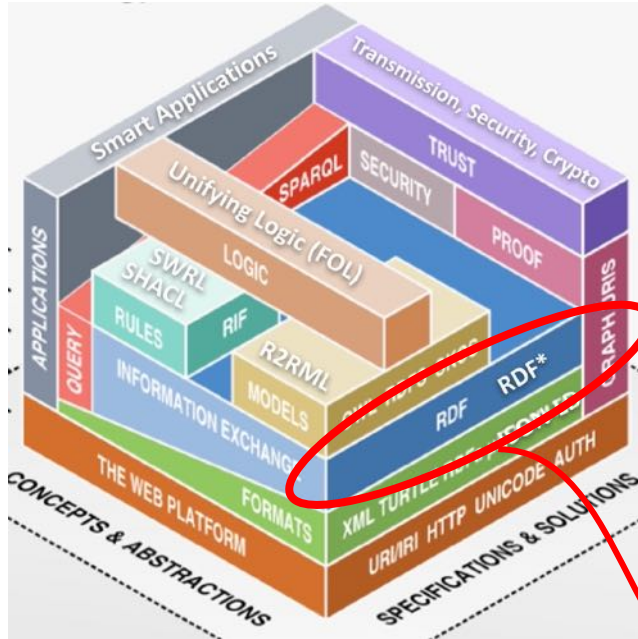 Smart Applications
Transmission, Security, Crypto
TRUST
SPARQL
SECURITY
PROOF
Unifying Logic (FOL)
LOGIC
APPLICATIONS
SWRL
SHACL
RULES
RIF
R2RML
MODELS
QUERY
INFORMATION EXCHANGE
RDF
RDF*
GRAPH URIS
FORMATS
XML TURTLE
THE WEB PLATFORM
URI/IRI HTTP UNICODE AUTH
CONCEPTS & ABSTRACTIONS
SPECIFICATIONS & SOLUTIONS